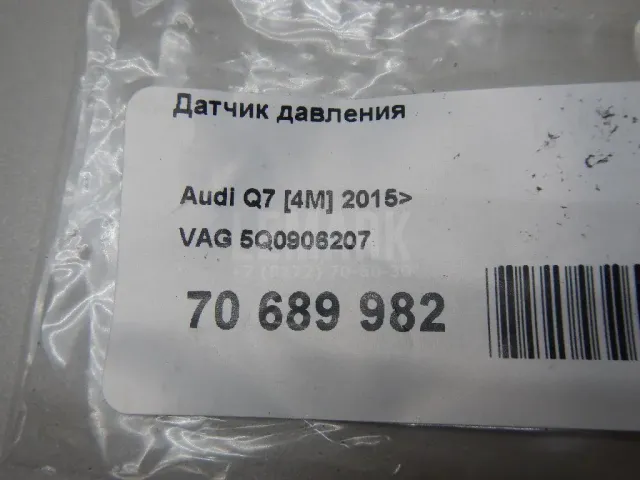 Датчик давления
Audi Q7 [4M] 2015>
VAG 5Q0906207
70 689 982